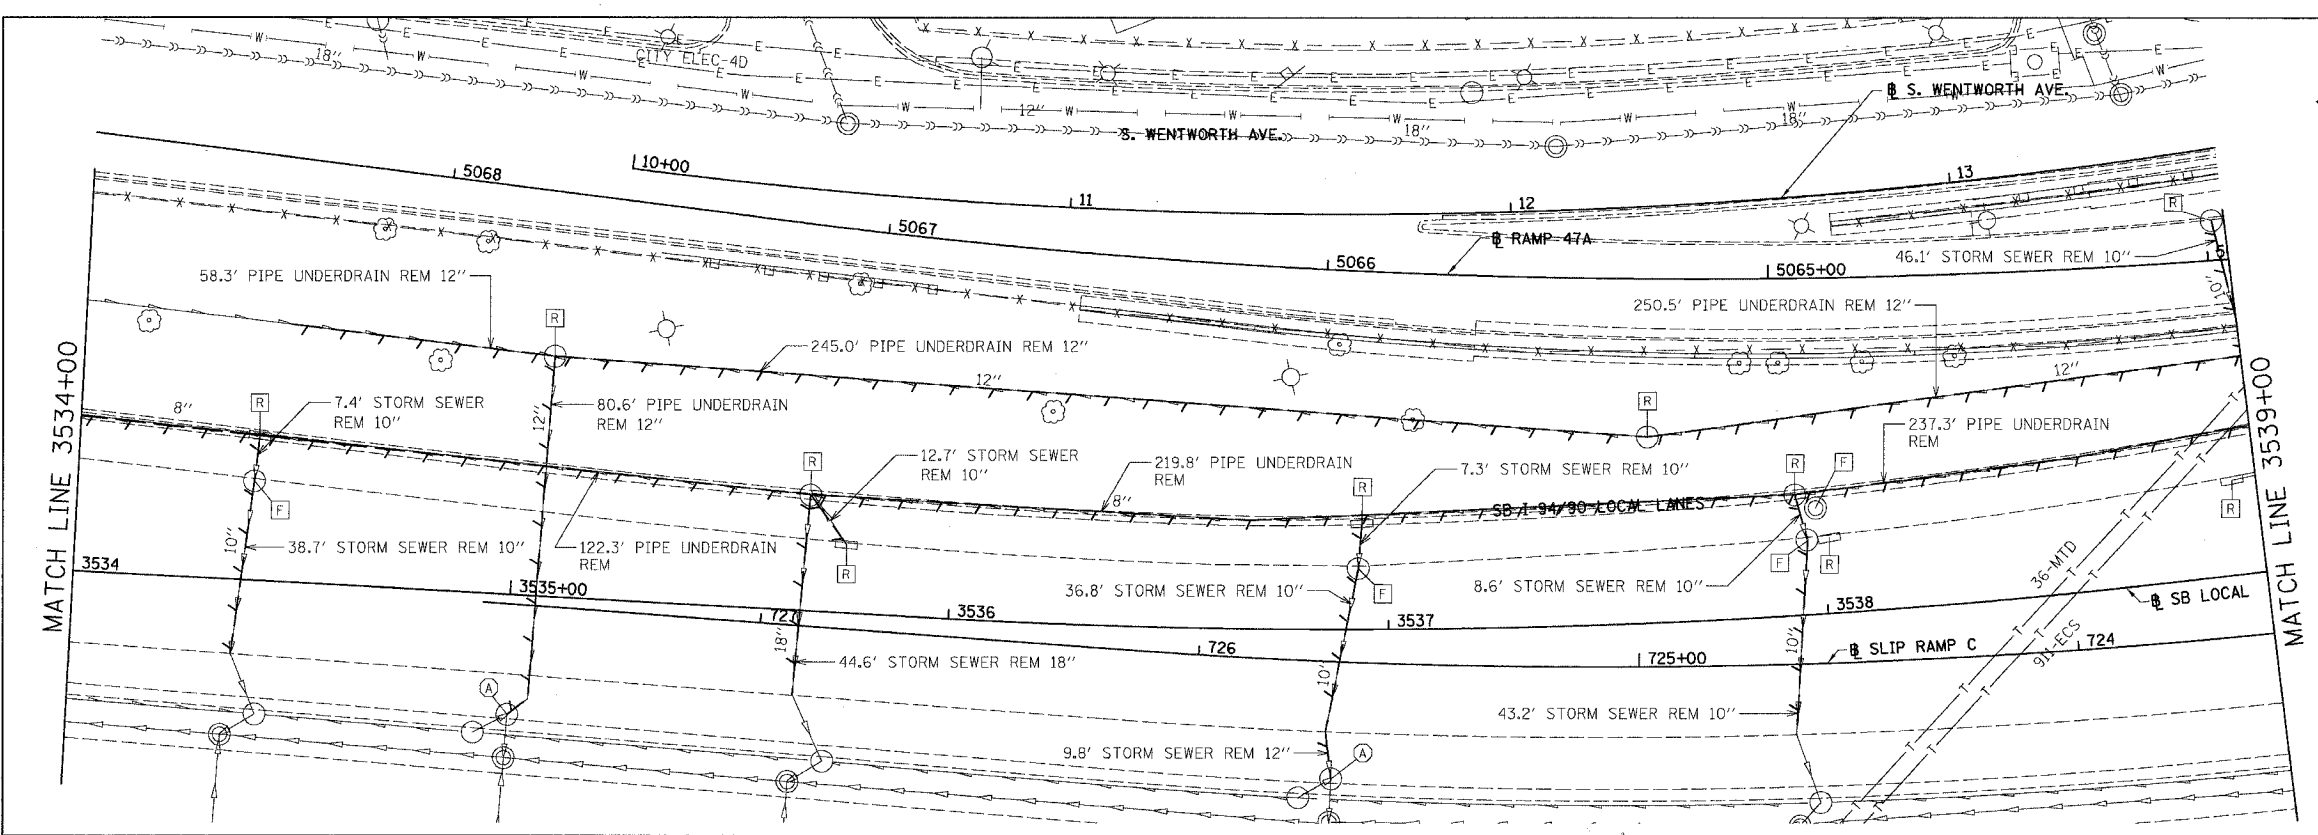 18''
CITY ELEC-4D
12''
S. WENTWORTH AVE.
18''
18''
℄ S. WENTWORTH AVE.
5068
10+00
11
12
13
5067
5066
5065+00
℄ RAMP 47A
R
46.1' STORM SEWER REM 10''
10''
58.3' PIPE UNDERDRAIN REM 12''
R
245.0' PIPE UNDERDRAIN REM 12''
12''
250.5' PIPE UNDERDRAIN REM 12''
12''
MATCH LINE 3534+00
8''
R
7.4' STORM SEWER
REM 10''
12''
80.6' PIPE UNDERDRAIN
REM 12''
R
12.7' STORM SEWER
REM 10''
219.8' PIPE UNDERDRAIN
REM
8''
R
7.3' STORM SEWER REM 10''
R
SB I-94/90 LOCAL LANES
R
F
237.3' PIPE UNDERDRAIN
REM
R
MATCH LINE 3539+00
F
10''
38.7' STORM SEWER REM 10''
122.3' PIPE UNDERDRAIN
REM
R
36.8' STORM SEWER REM 10''
F
8.6' STORM SEWER REM 10''
F
R
36-MTD
911-ECS
3534
3535+00
3536
3537
3538
℄ SB LOCAL
727
726
725+00
724
℄ SLIP RAMP C
18''
44.6' STORM SEWER REM 18''
10''
10''
A
43.2' STORM SEWER REM 10''
9.8' STORM SEWER REM 12''
A